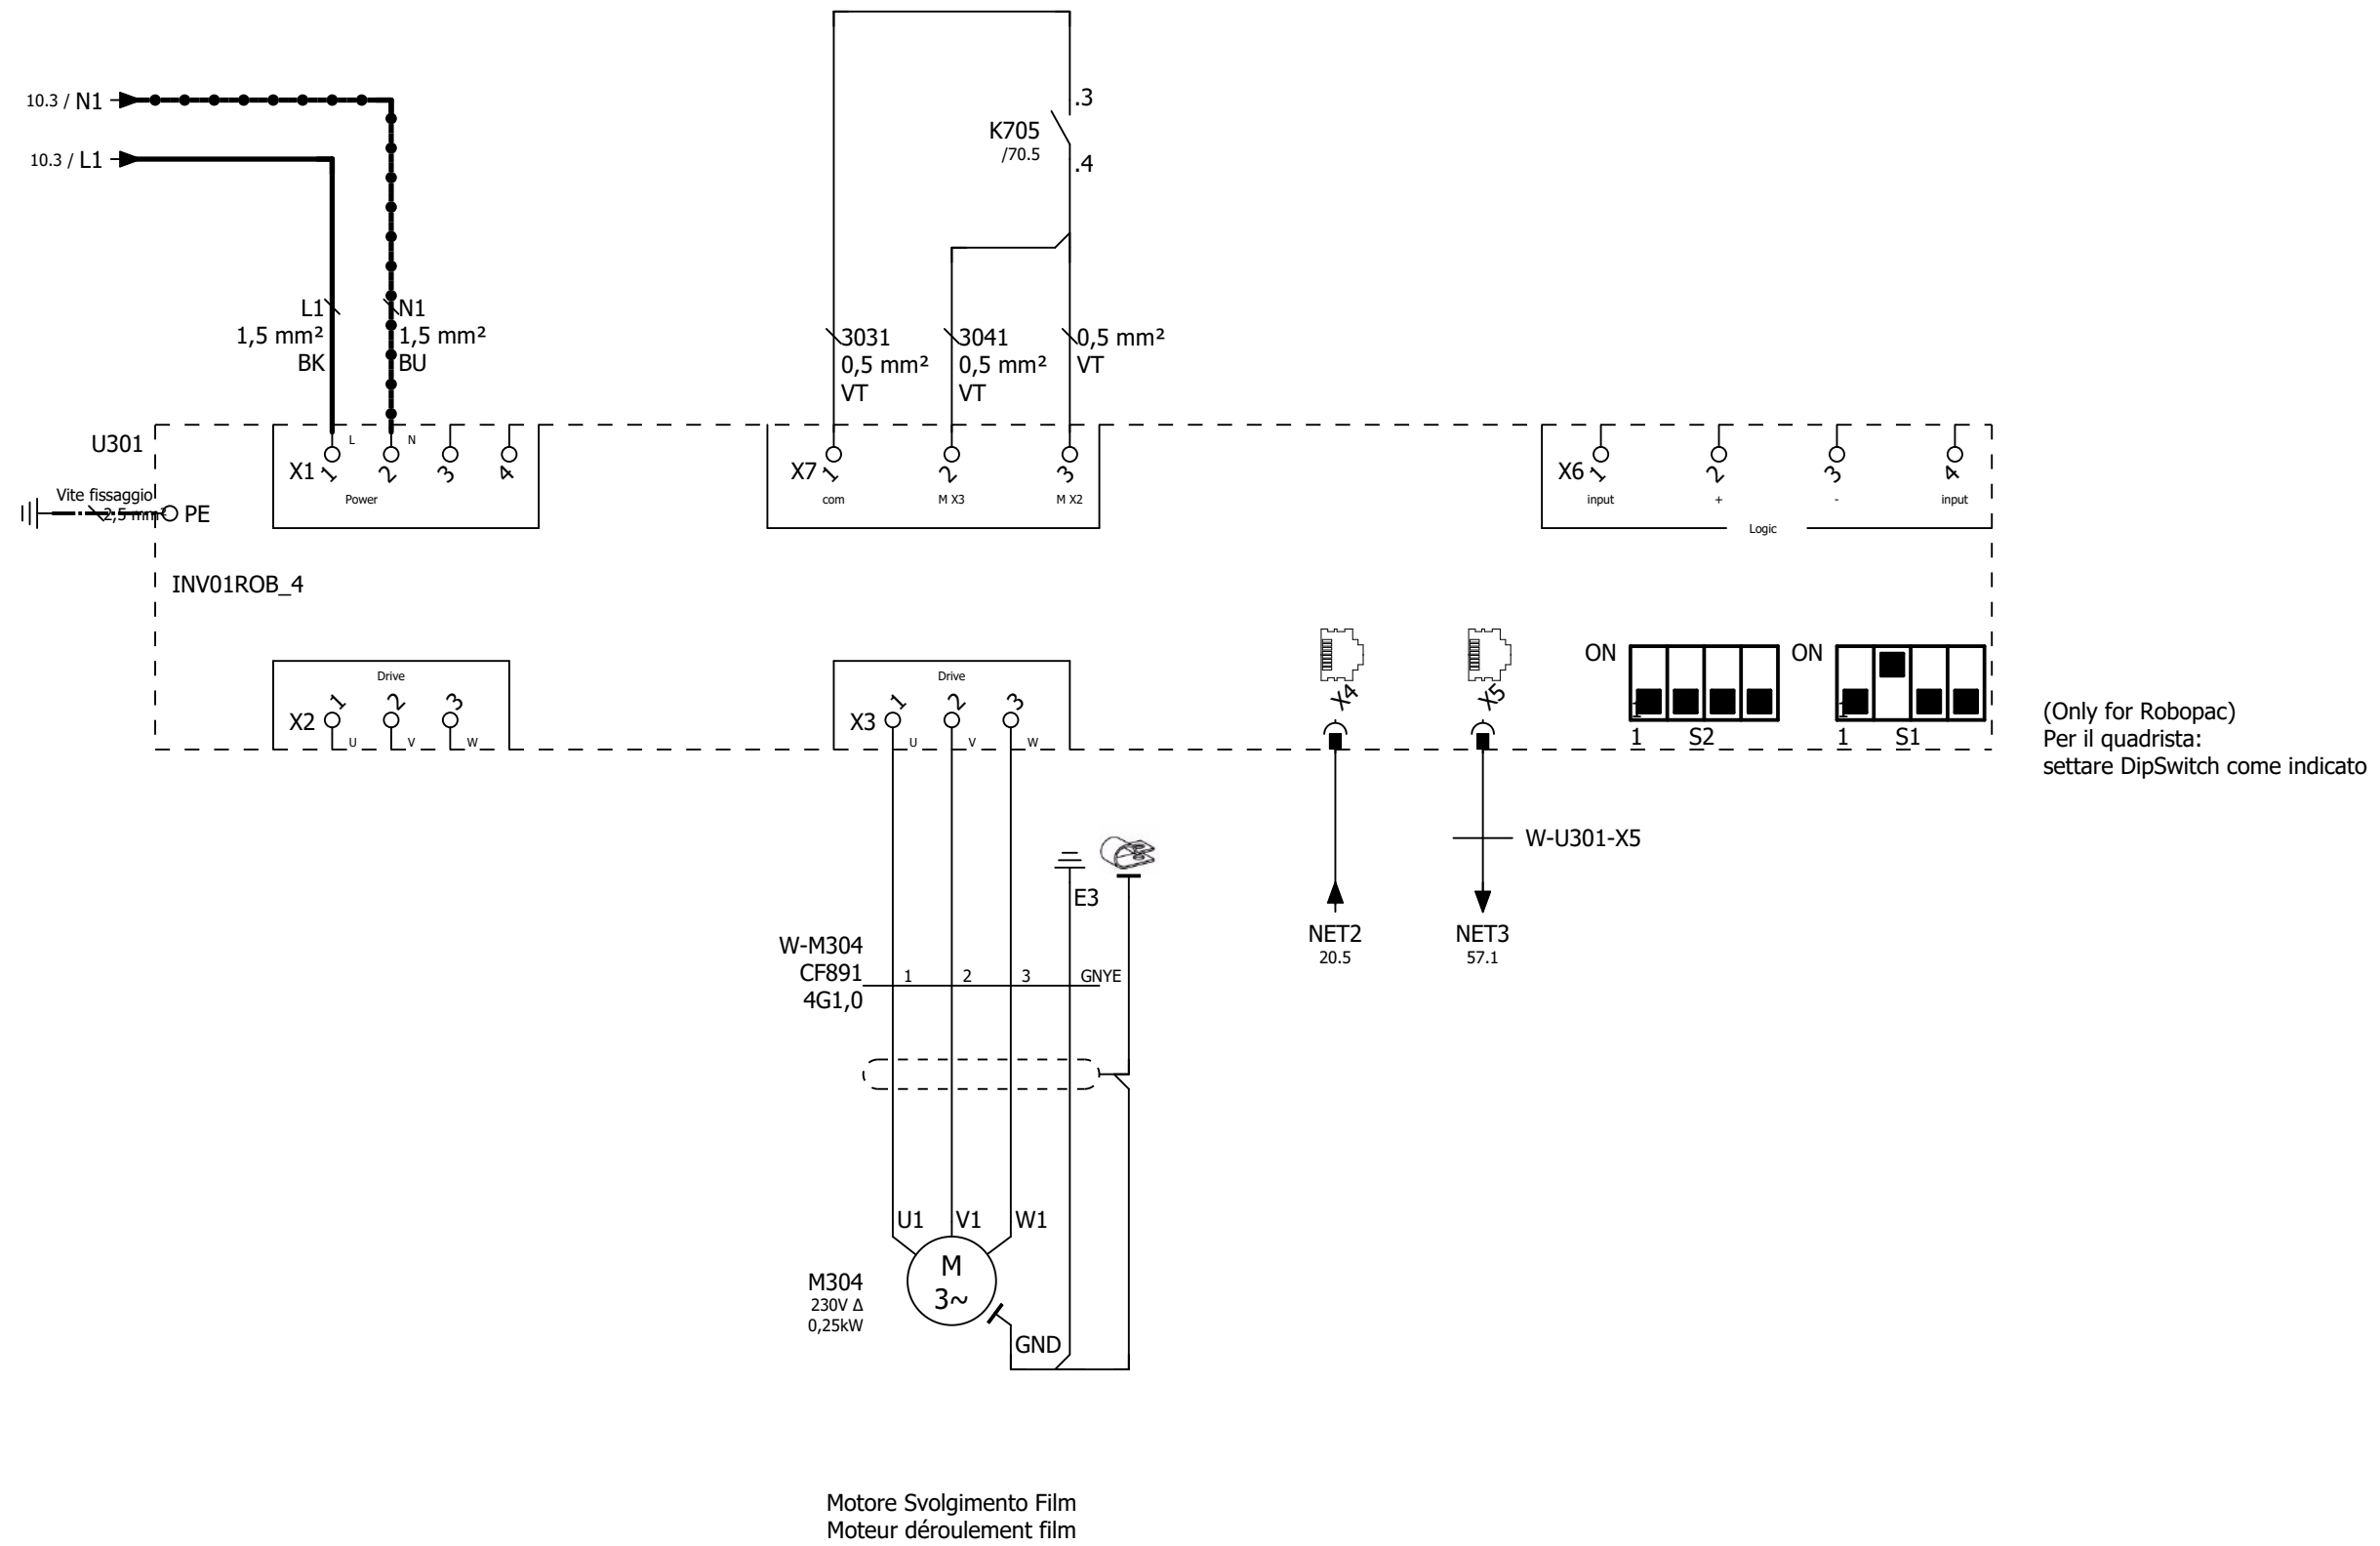 10.3 / N1
10.3 / L1
.3
K705
/70.5
.4
L1
1,5 mm²
BK
N1
1,5 mm²
BU
3031
0,5 mm²
VT
3041
0,5 mm²
VT
0,5 mm²
VT
U301
L
N
X1
1
2
3
4
Power
X7
1
2
3
com
M X3
M X2
X6
1
2
3
4
input
+
-
input
Logic
Vite fissaggio
2,5 mm²
PE
INV01ROB_4
Drive
X2
1
2
3
U
V
W
Drive
X3
1
2
3
U
V
W
X4
X5
ON
1
1
S2
ON
1
1
S1
(Only for Robopac)
Per il quadrista:
settare DipSwitch come indicato
W-U301-X5
E3
NET2
20.5
NET3
57.1
W-M304
CF891
4G1,0
1
2
3
GNYE
U1
V1
W1
M
3~
M304
230V Δ
0,25kW
GND
Motore Svolgimento Film
Moteur déroulement film